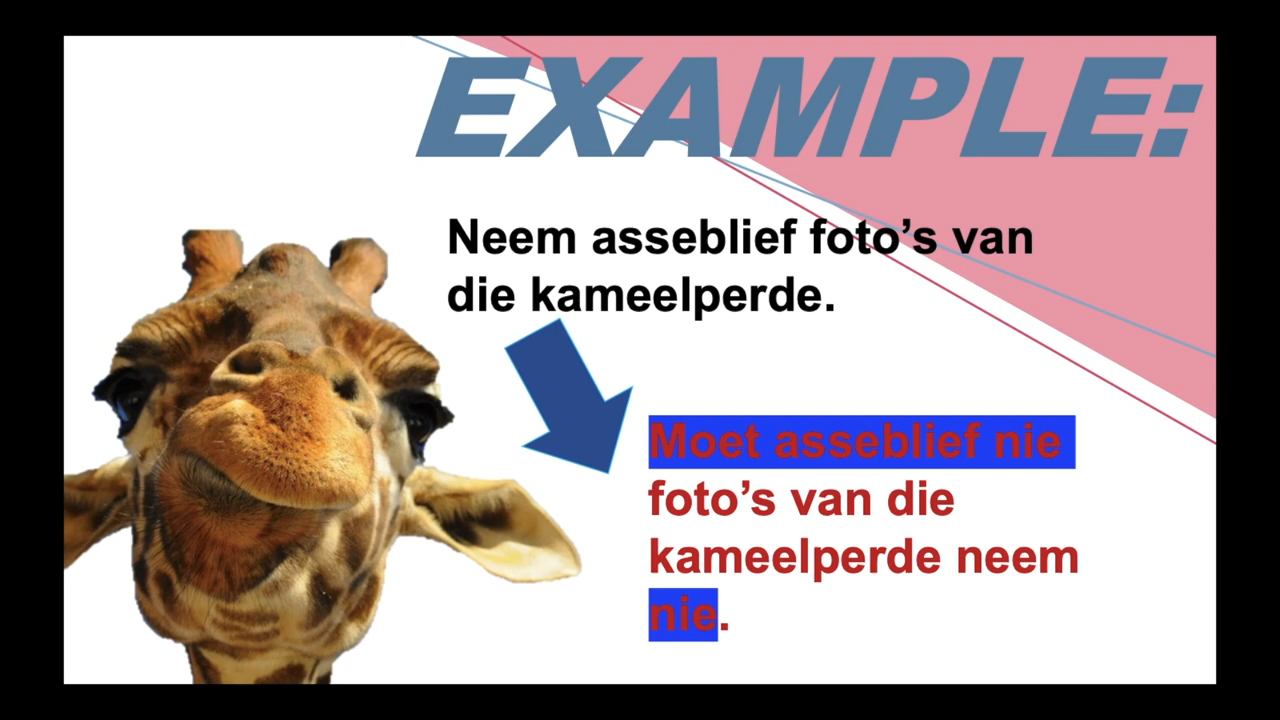 EXAMPLE:
Neem asseblief foto’s van
die kameelperde.
Moet asseblief nie
foto’s van die
kameelperde neem
nie.